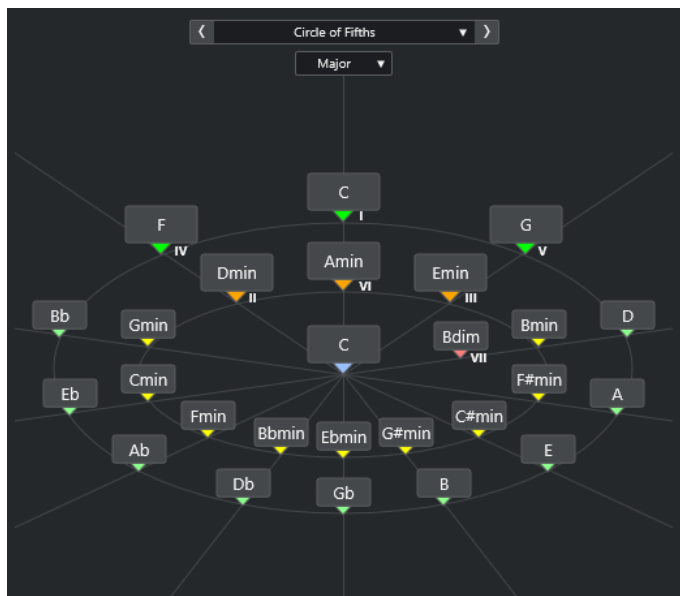 ❮ Circle of Fifths ▼ ❯
Major ▼
C
I
F
IV
G
V
Amin
VI
Dmin
II
Emin
III
Bb
Gmin
C
Bdim
VII
Bmin
D
Eb
Cmin
F#min
A
Fmin
Bbmin
Ebmin
G#min
C#min
Ab
E
Db
Gb
B